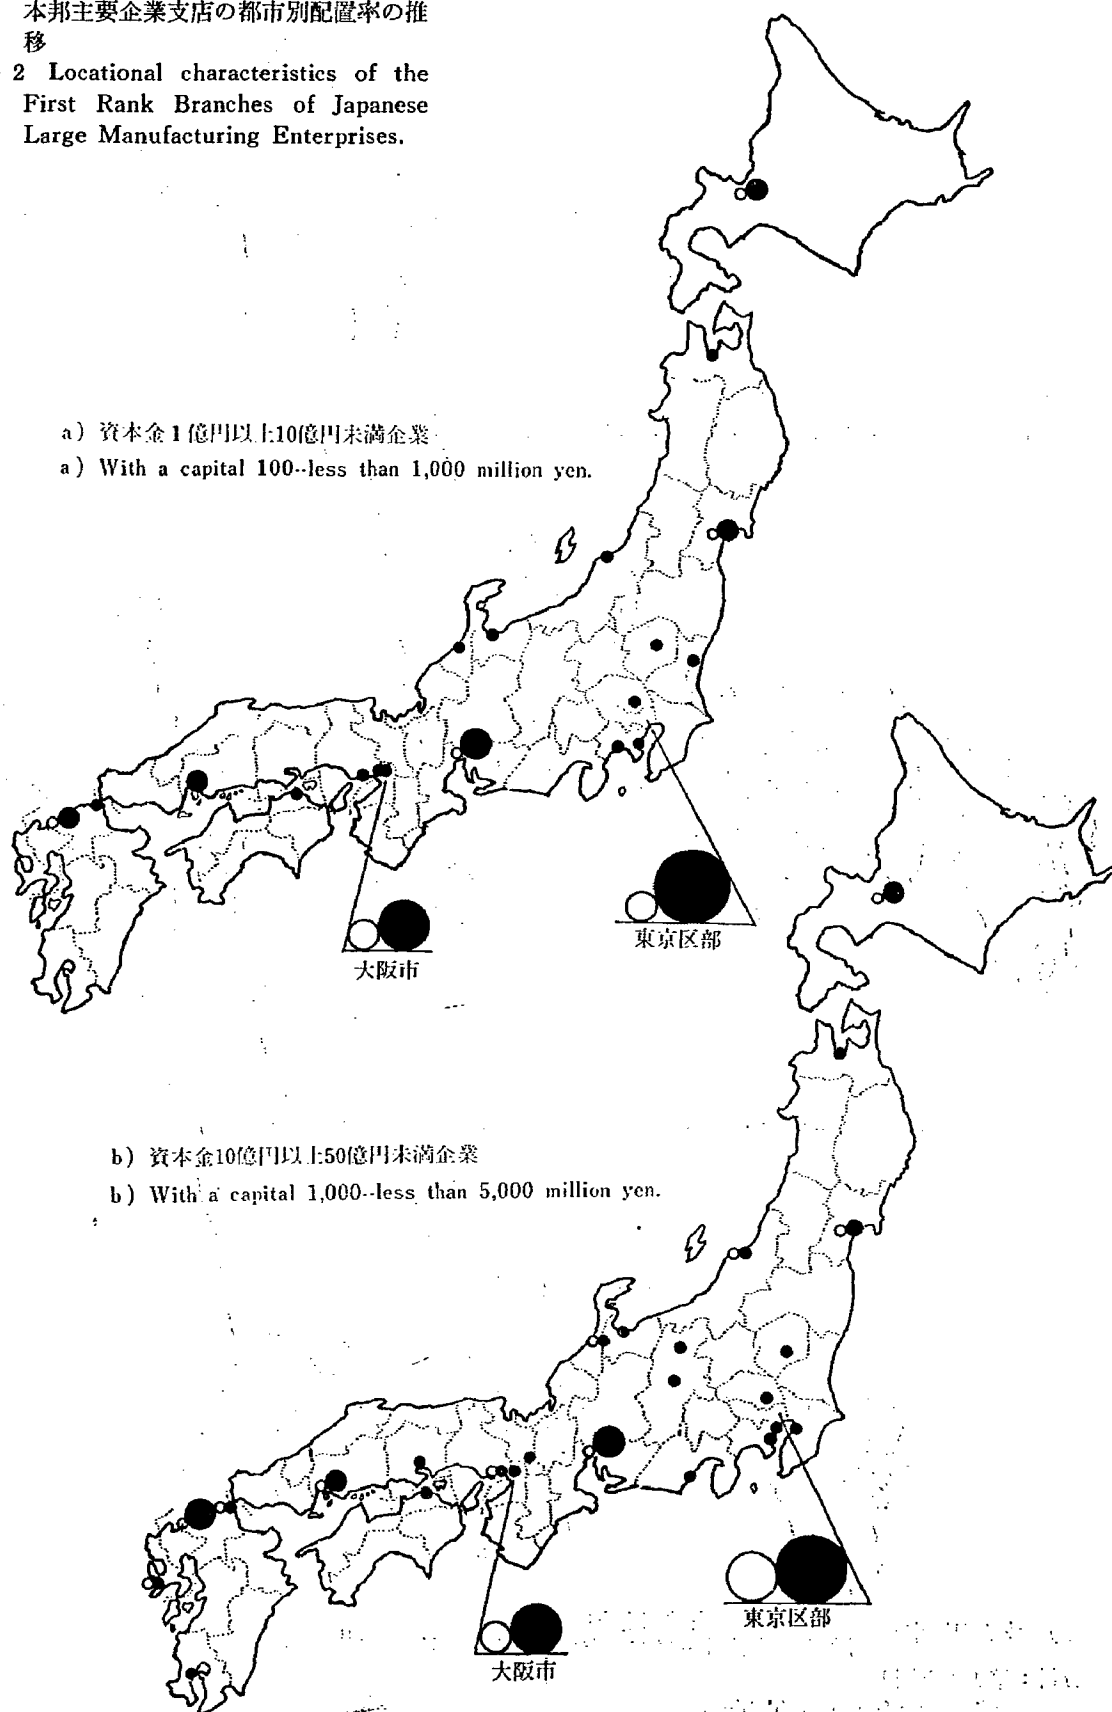 本邦主要企業支店の都市別配置率の推
移
2 Locational characteristics of the
First Rank Branches of Japanese
Large Manufacturing Enterprises.
a) 資本金1億円以上10億円未満企業
a) With a capital 100--less than 1,000 million yen.
東京区部
大阪市
b) 資本金10億円以上50億円未満企業
b) With a capital 1,000--less than 5,000 million yen.
東京区部
大阪市